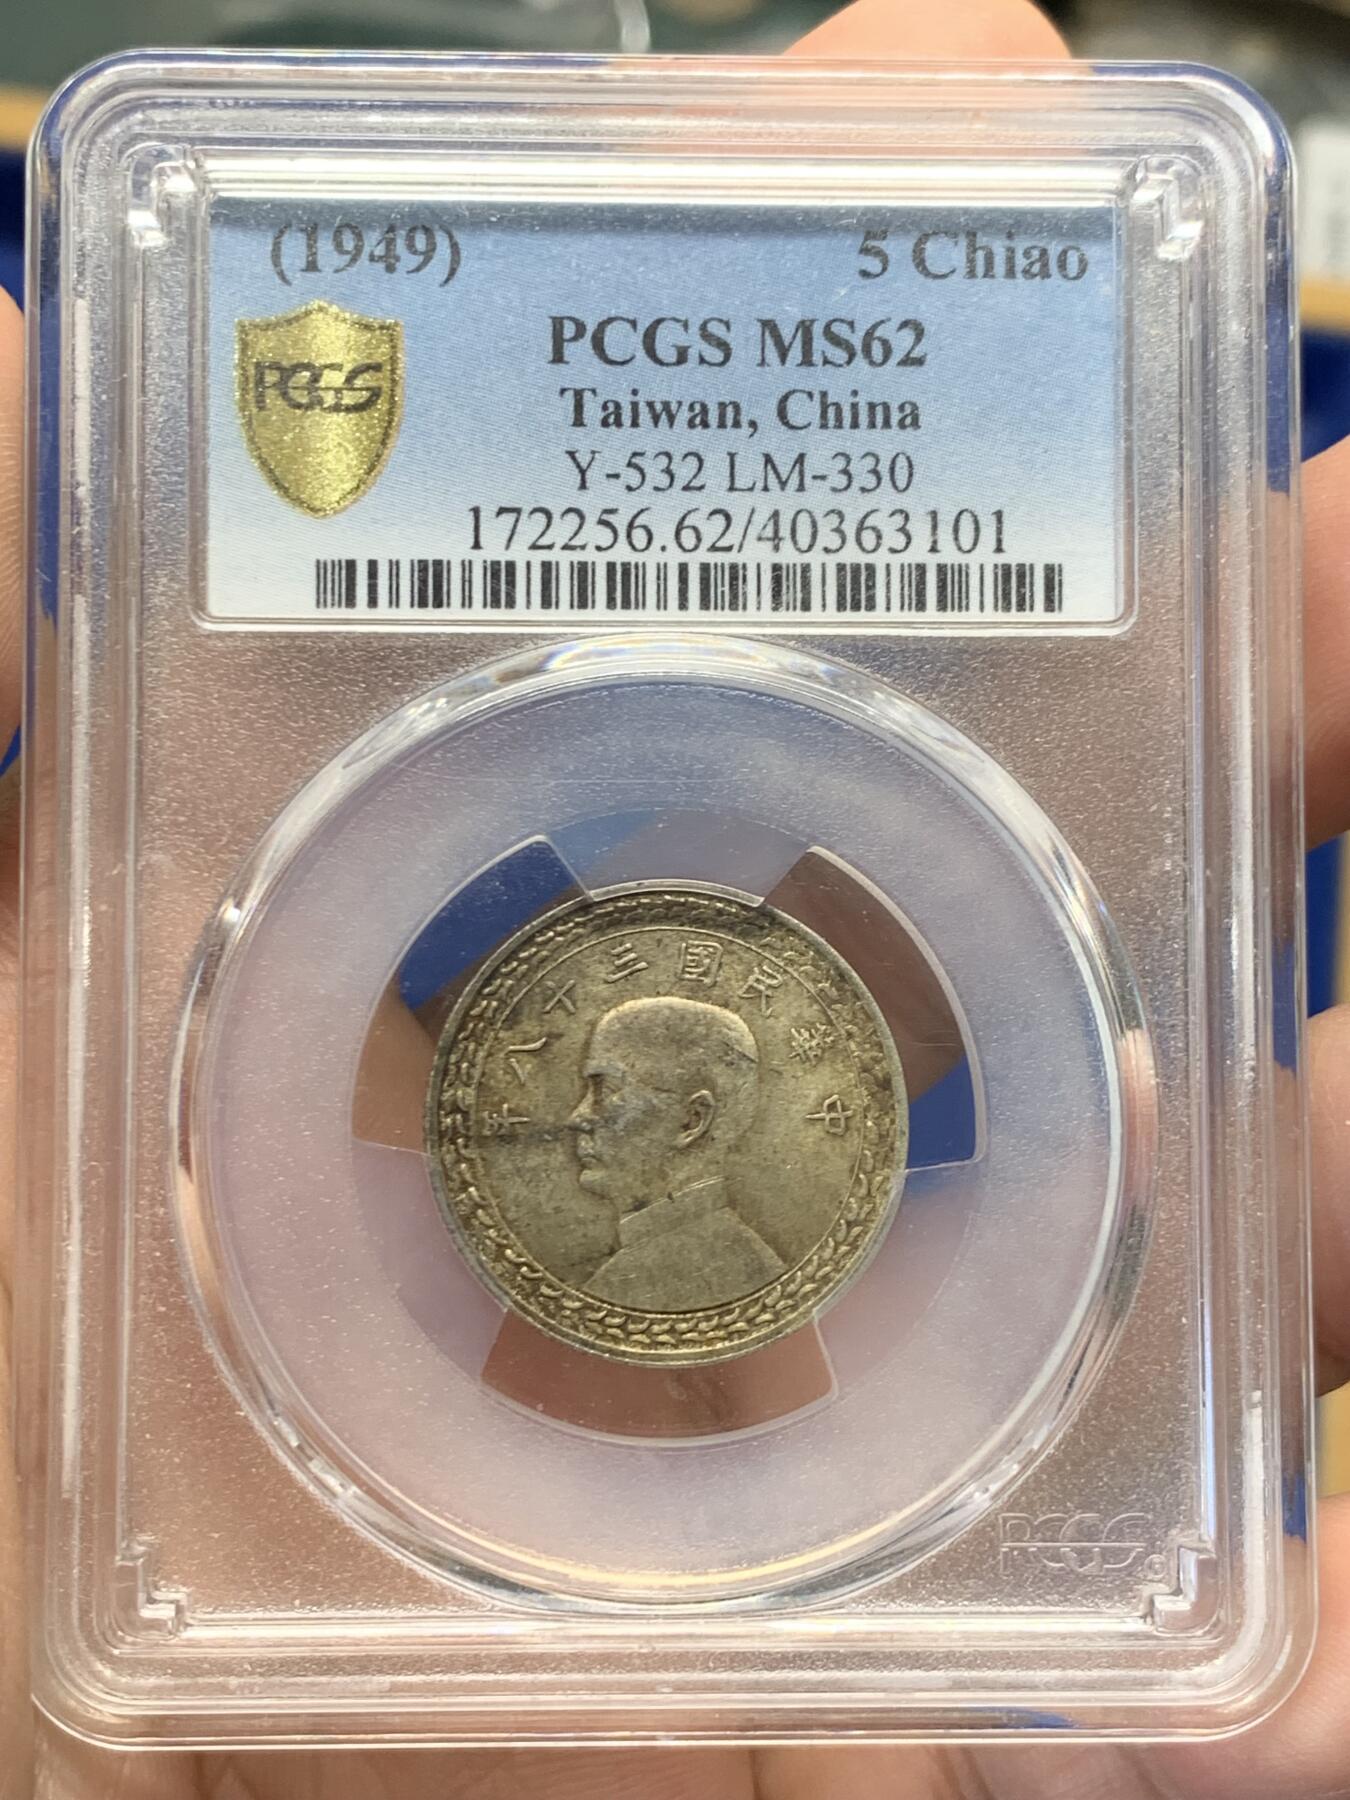 (1949) 5 Chiao
PCGS
PCGS MS62
Taiwan, China
Y-532 LM-330
172256.62/40363101
中華民國三十八年
PCGS